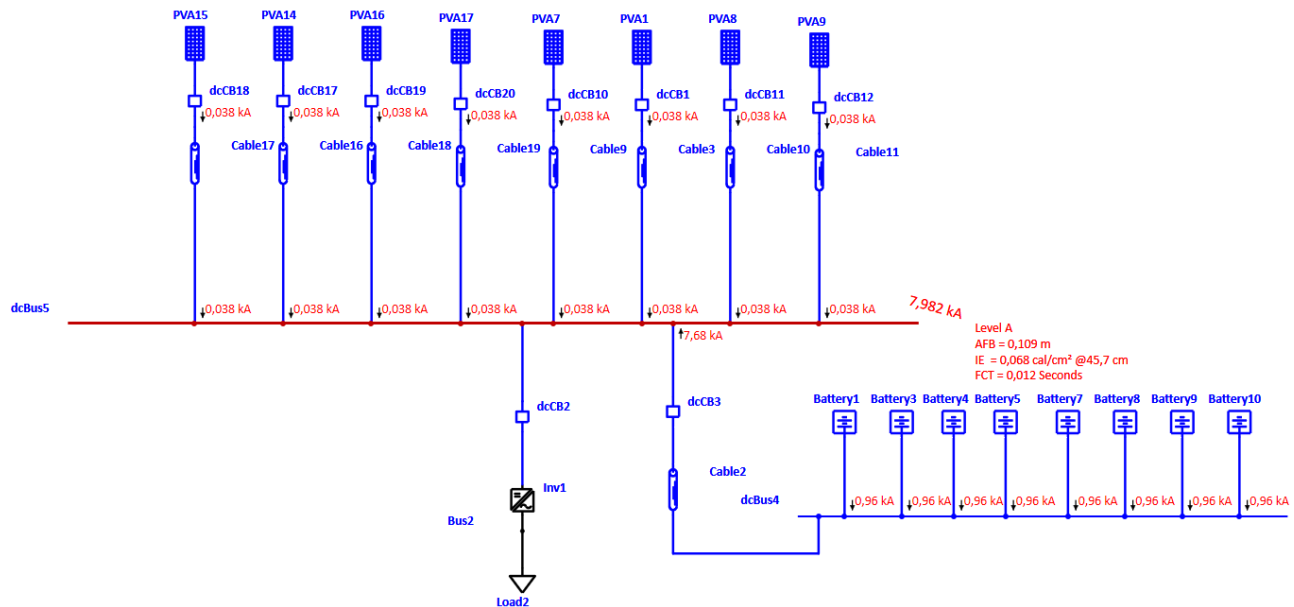 PVA15 PVA14 PVA16 PVA17 PVA7 PVA1 PVA8 PVA9
dcCB18 dcCB17 dcCB19 dcCB20 dcCB10 dcCB1 dcCB11 dcCB12
0,038 kA 0,038 kA 0,038 kA 0,038 kA 0,038 kA 0,038 kA 0,038 kA 0,038 kA
Cable17 Cable16 Cable18 Cable19 Cable9 Cable3 Cable10 Cable11
dcBus5
0,038 kA 0,038 kA 0,038 kA 0,038 kA 0,038 kA 0,038 kA 0,038 kA 0,038 kA
7,982 kA
7,68 kA
Level A
AFB = 0,109 m
IE = 0,068 cal/cm² @45,7 cm
FCT = 0,012 Seconds
dcCB2 dcCB3
Battery1 Battery3 Battery4 Battery5 Battery7 Battery8 Battery9 Battery10
Cable2
Inv1
dcBus4
0,96 kA 0,96 kA 0,96 kA 0,96 kA 0,96 kA 0,96 kA 0,96 kA 0,96 kA
Bus2
Load2